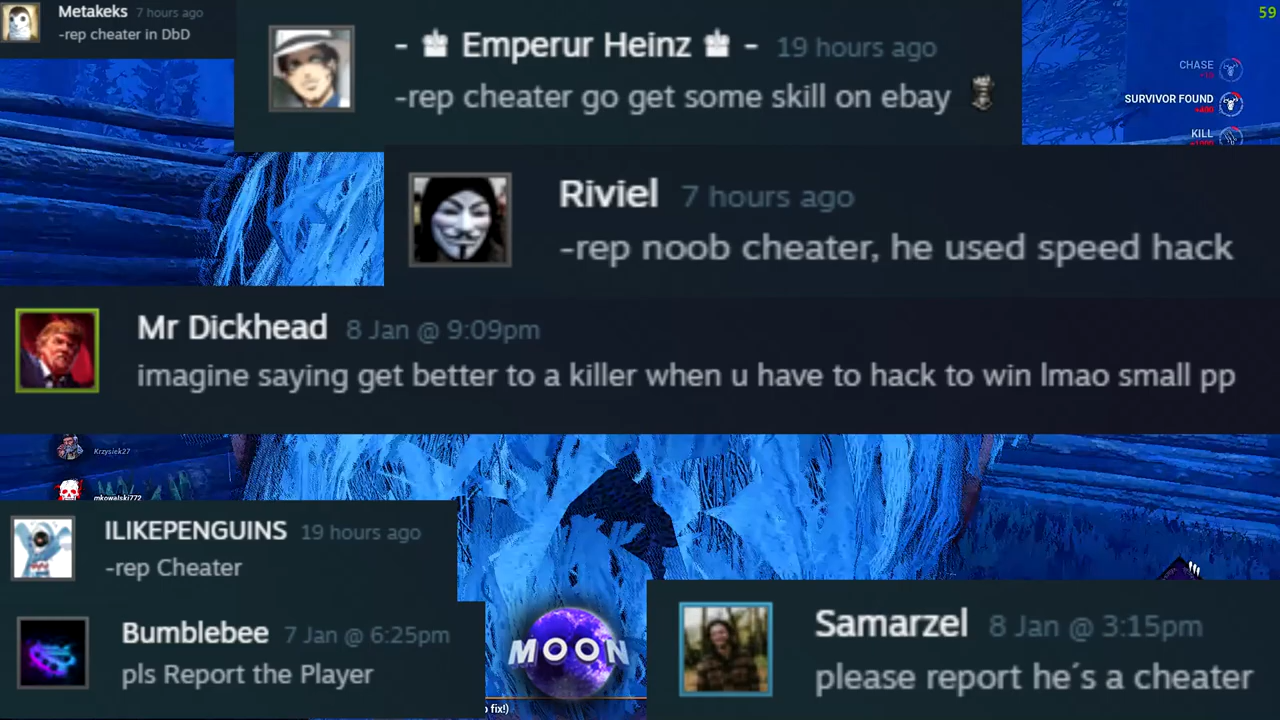 Metakeks 7 hours ago
-rep cheater in DbD
- ♚ Emperur Heinz ♚ - 19 hours ago
-rep cheater go get some skill on ebay
59
CHASE
SURVIVOR FOUND
+400
KILL
Riviel 7 hours ago
-rep noob cheater, he used speed hack
Mr Dickhead 8 Jan @ 9:09pm
imagine saying get better to a killer when u have to hack to win lmao small pp
Krzysiek27
mkowalski772
ILIKEPENGUINS 19 hours ago
-rep Cheater
Bumblebee 7 Jan @ 6:25pm
pls Report the Player
MOON
fix!)
Samarzel 8 Jan @ 3:15pm
please report he´s a cheater